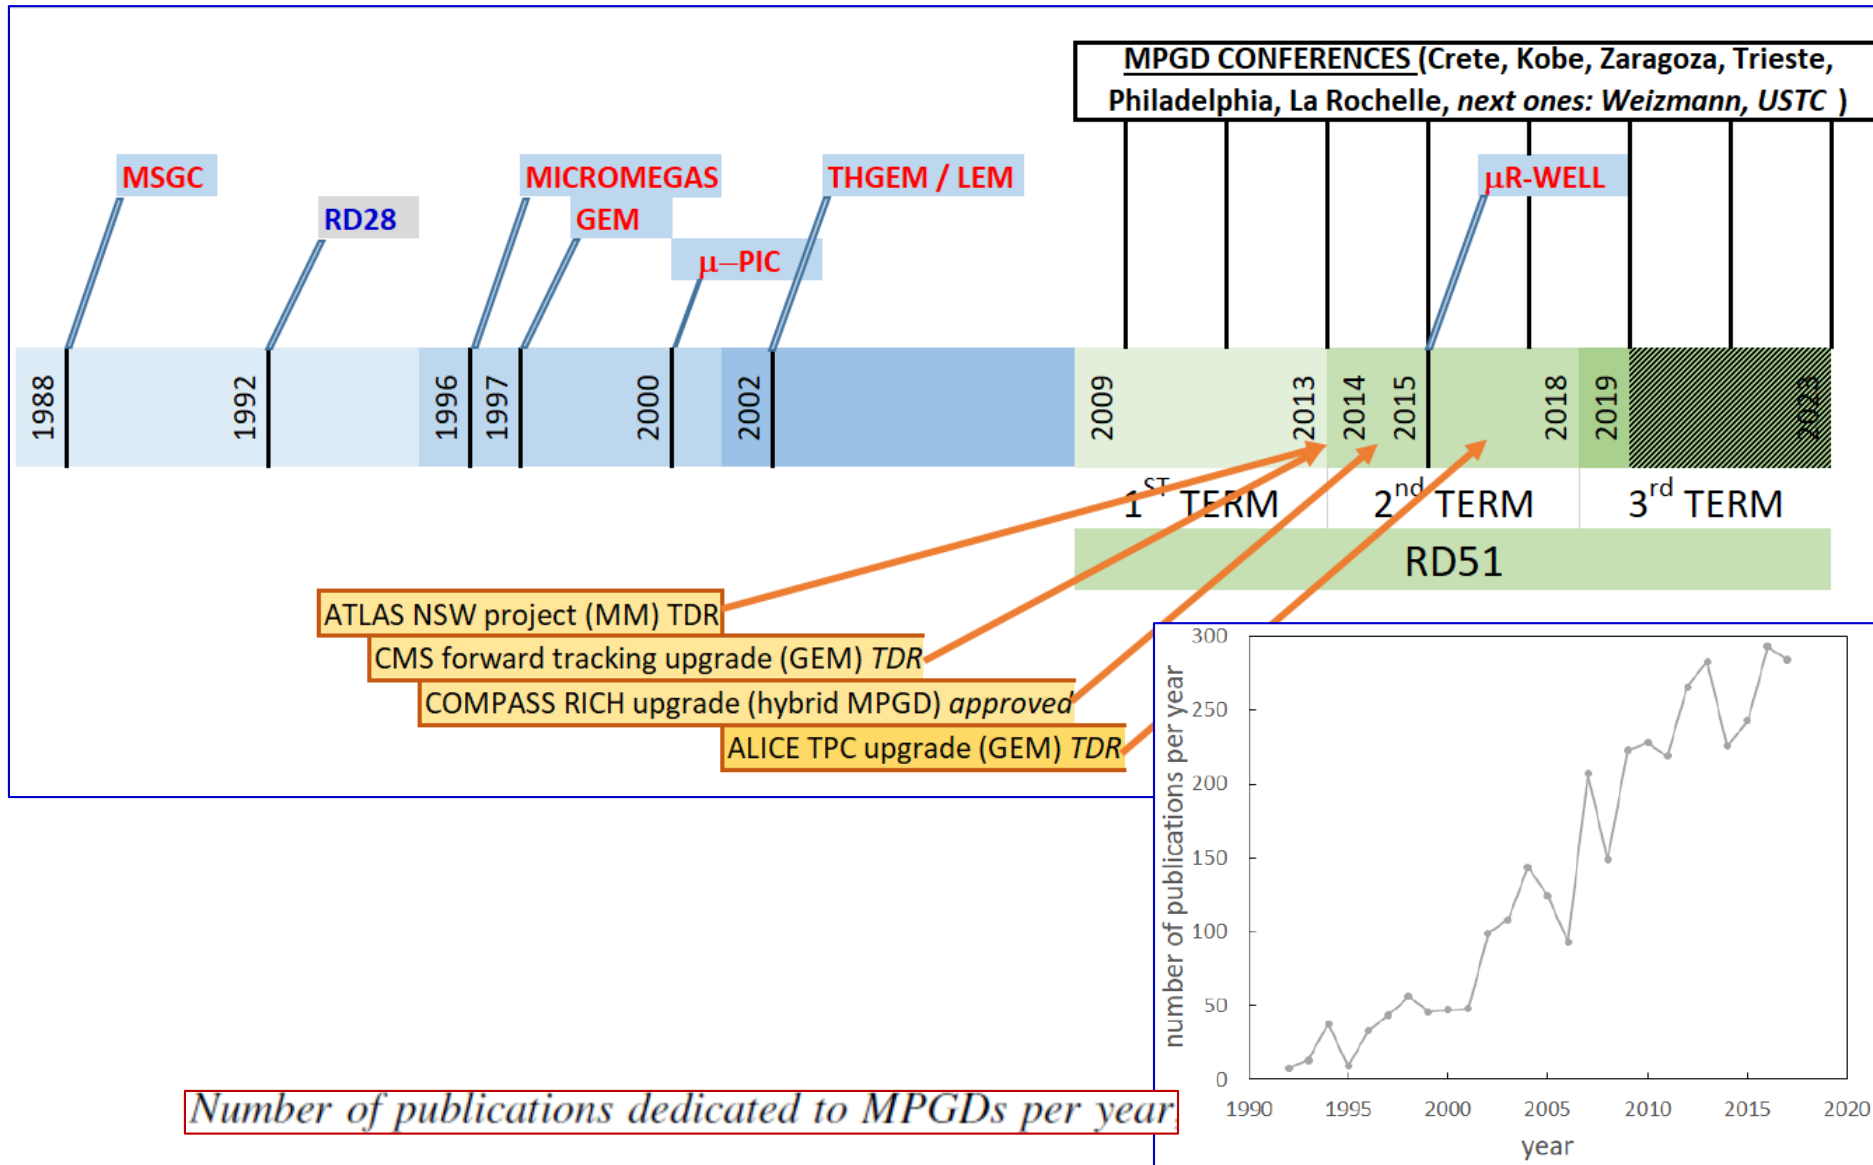 MPGD CONFERENCES (Crete, Kobe, Zaragoza, Trieste,
Philadelphia, La Rochelle, next ones: Weizmann, USTC )
MSGC
MICROMEGAS
THGEM / LEM
μR-WELL
RD28
GEM
μ–PIC
1988
1992
1996
1997
2000
2002
2009
2013
2014
2015
2018
2019
2023
1ST TERM
2nd TERM
3rd TERM
RD51
ATLAS NSW project (MM) TDR
CMS forward tracking upgrade (GEM) TDR
COMPASS RICH upgrade (hybrid MPGD) approved
ALICE TPC upgrade (GEM) TDR
number of publications per year
300
250
200
150
100
50
0
1990 1995 2000 2005 2010 2015 2020
year
Number of publications dedicated to MPGDs per year,